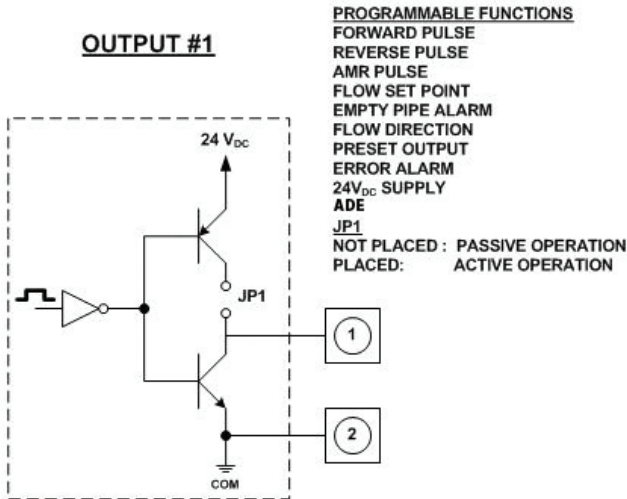 OUTPUT #1
PROGRAMMABLE FUNCTIONS
FORWARD PULSE
REVERSE PULSE
AMR PULSE
FLOW SET POINT
EMPTY PIPE ALARM
FLOW DIRECTION
PRESET OUTPUT
ERROR ALARM
24VDC SUPPLY
ADE
JP1
NOT PLACED : PASSIVE OPERATION
PLACED: ACTIVE OPERATION
24 VDC
JP1
1
2
COM